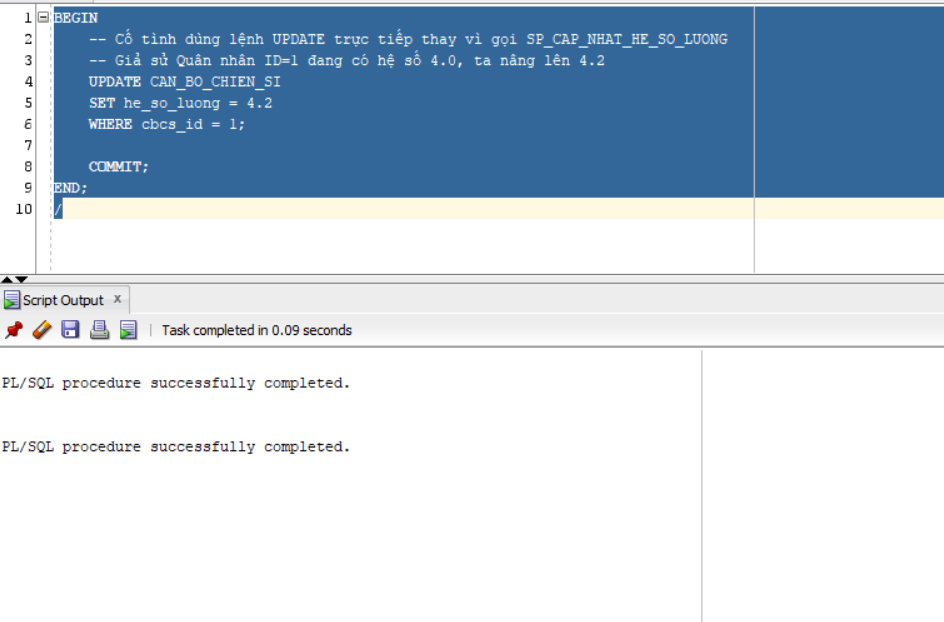 1 BEGIN
2 -- Cố tình dùng lệnh UPDATE trực tiếp thay vì gọi SP_CAP_NHAT_HE_SO_LUONG
3 -- Giả sử Quân nhân ID=1 đang có hệ số 4.0, ta nâng lên 4.2
4 UPDATE CAN_BO_CHIEN_SI
5 SET he_so_luong = 4.2
6 WHERE cbcs_id = 1;
7
8 COMMIT;
9 END;
10 /
Script Output x
Task completed in 0.09 seconds
PL/SQL procedure successfully completed.
PL/SQL procedure successfully completed.